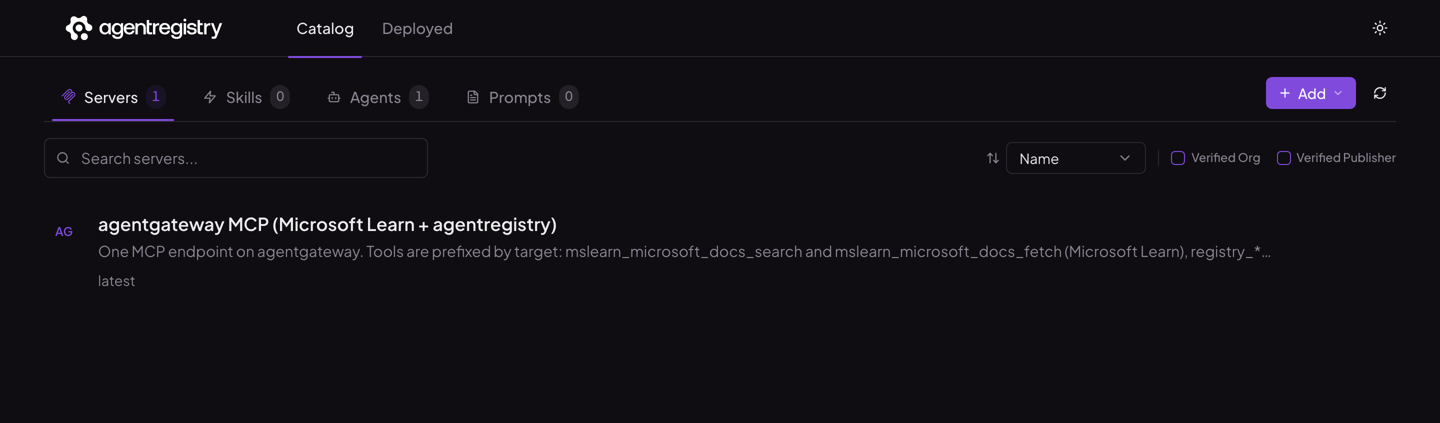 agentregistry Catalog Deployed
Servers 1 Skills 0 Agents 1 Prompts 0 + Add
Search servers... Name Verified Org Verified Publisher
AG agentgateway MCP (Microsoft Learn + agentregistry)
One MCP endpoint on agentgateway. Tools are prefixed by target: mslearn_microsoft_docs_search and mslearn_microsoft_docs_fetch (Microsoft Learn), registry_*...
latest